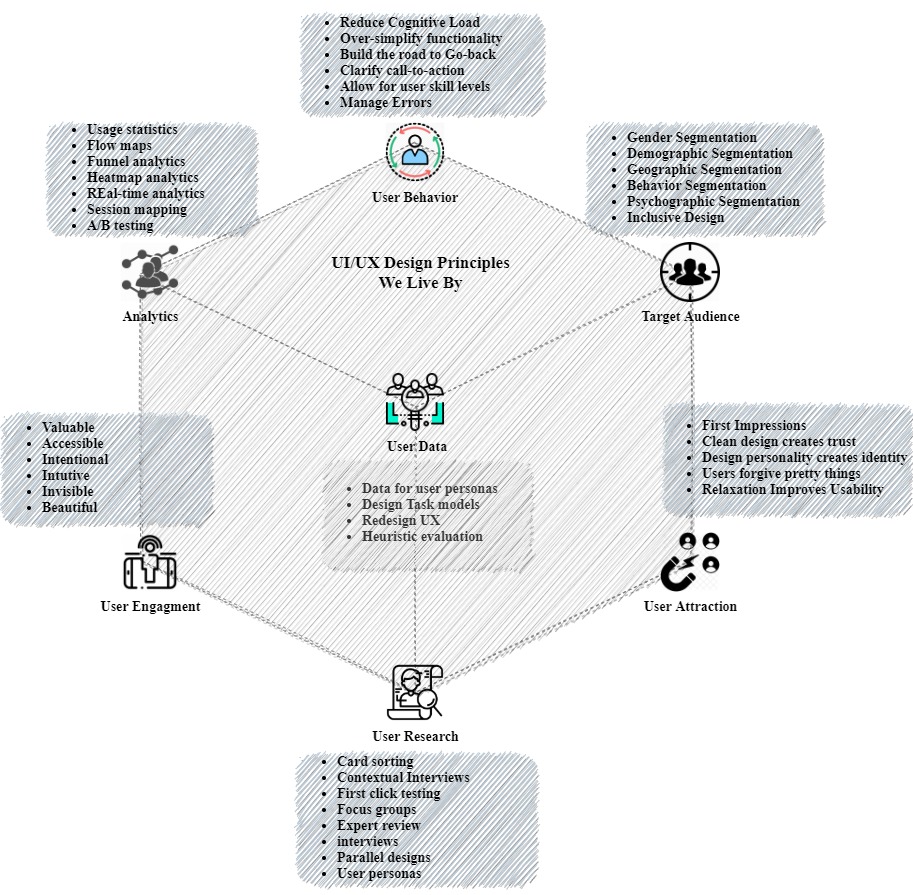 • Reduce Cognitive Load
• Over-simplify functionality
• Build the road to Go-back
• Clarify call-to-action
• Allow for user skill levels
• Manage Errors
User Behavior
• Usage statistics
• Flow maps
• Funnel analytics
• Heatmap analytics
• REal-time analytics
• Session mapping
• A/B testing
Analytics
• Gender Segmentation
• Demographic Segmentation
• Geographic Segmentation
• Behavior Segmentation
• Psychographic Segmentation
• Inclusive Design
Target Audience
UI/UX Design Principles
We Live By
User Data
• Data for user personas
• Design Task models
• Redesign UX
• Heuristic evaluation
• Valuable
• Accessible
• Intentional
• Intutive
• Invisible
• Beautiful
User Engagment
• First Impressions
• Clean design creates trust
• Design personality creates identity
• Users forgive pretty things
• Relaxation Improves Usability
User Attraction
User Research
• Card sorting
• Contextual Interviews
• First click testing
• Focus groups
• Expert review
• interviews
• Parallel designs
• User personas